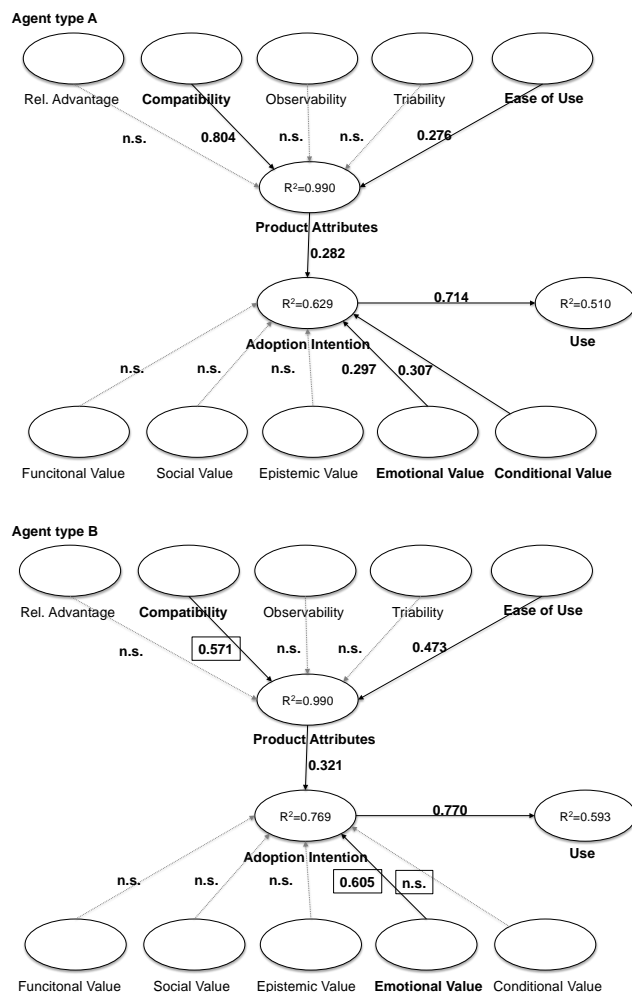 Agent type A
Rel. Advantage Compatibility Observability Triability Ease of Use
n.s. 0.804 n.s. n.s. 0.276
R²=0.990
Product Attributes
0.282
R²=0.629 0.714 R²=0.510
Adoption Intention Use
n.s. n.s. n.s. 0.297 0.307
Funcitonal Value Social Value Epistemic Value Emotional Value Conditional Value
Agent type B
Rel. Advantage Compatibility Observability Triability Ease of Use
n.s. 0.571 n.s. n.s. 0.473
R²=0.990
Product Attributes
0.321
R²=0.769 0.770 R²=0.593
Adoption Intention Use
n.s. n.s. n.s. 0.605 n.s.
Funcitonal Value Social Value Epistemic Value Emotional Value Conditional Value